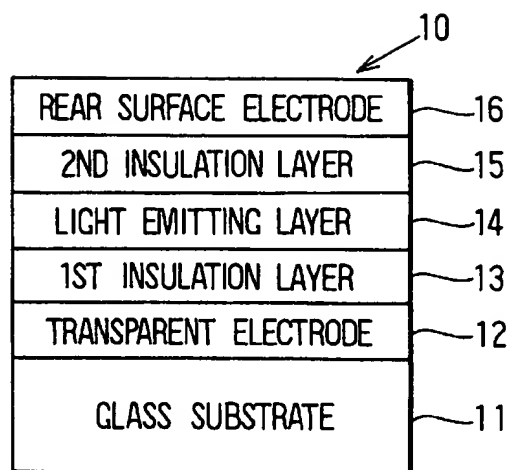 10
REAR SURFACE ELECTRODE 16
2ND INSULATION LAYER 15
LIGHT EMITTING LAYER 14
1ST INSULATION LAYER 13
TRANSPARENT ELECTRODE 12
GLASS SUBSTRATE 11